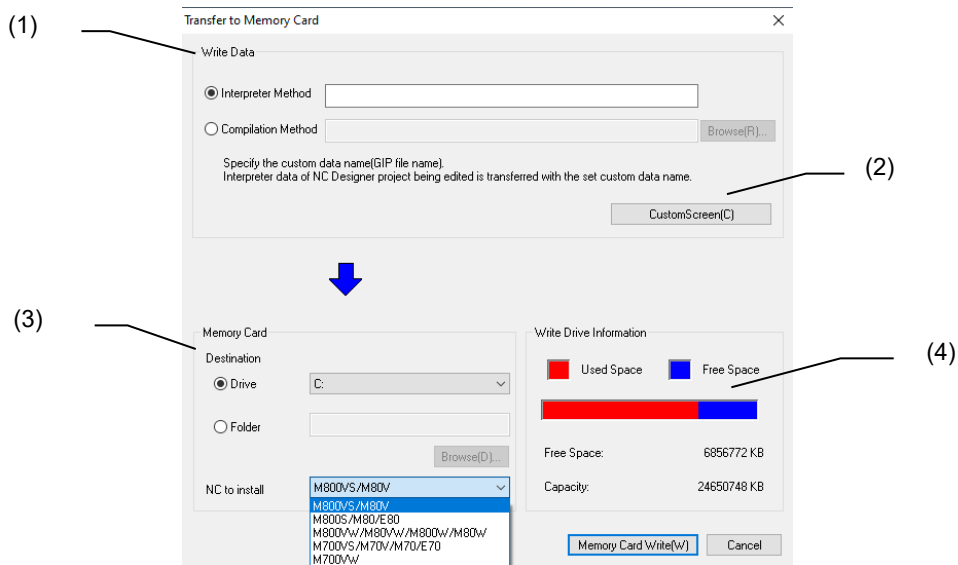 Transfer to Memory Card
(1)
Write Data
Interpreter Method
Compilation Method
Browse(R)...
Specify the custom data name(GIP file name).
Interpreter data of NC Designer project being edited is transferred with the set custom data name.
(2)
CustomScreen(C)
(3)
Memory Card
Destination
Drive
C:
Folder
Browse(D)...
NC to install
M800VS/M80V
M800VS/M80V
M800S/M80/E80
M800VW/M80VW/M800W/M80W
M700VS/M70V/M70/E70
M700VW
Write Drive Information
Used Space
Free Space
(4)
Free Space:
6856772 KB
Capacity:
24650748 KB
Memory Card Write(W)
Cancel